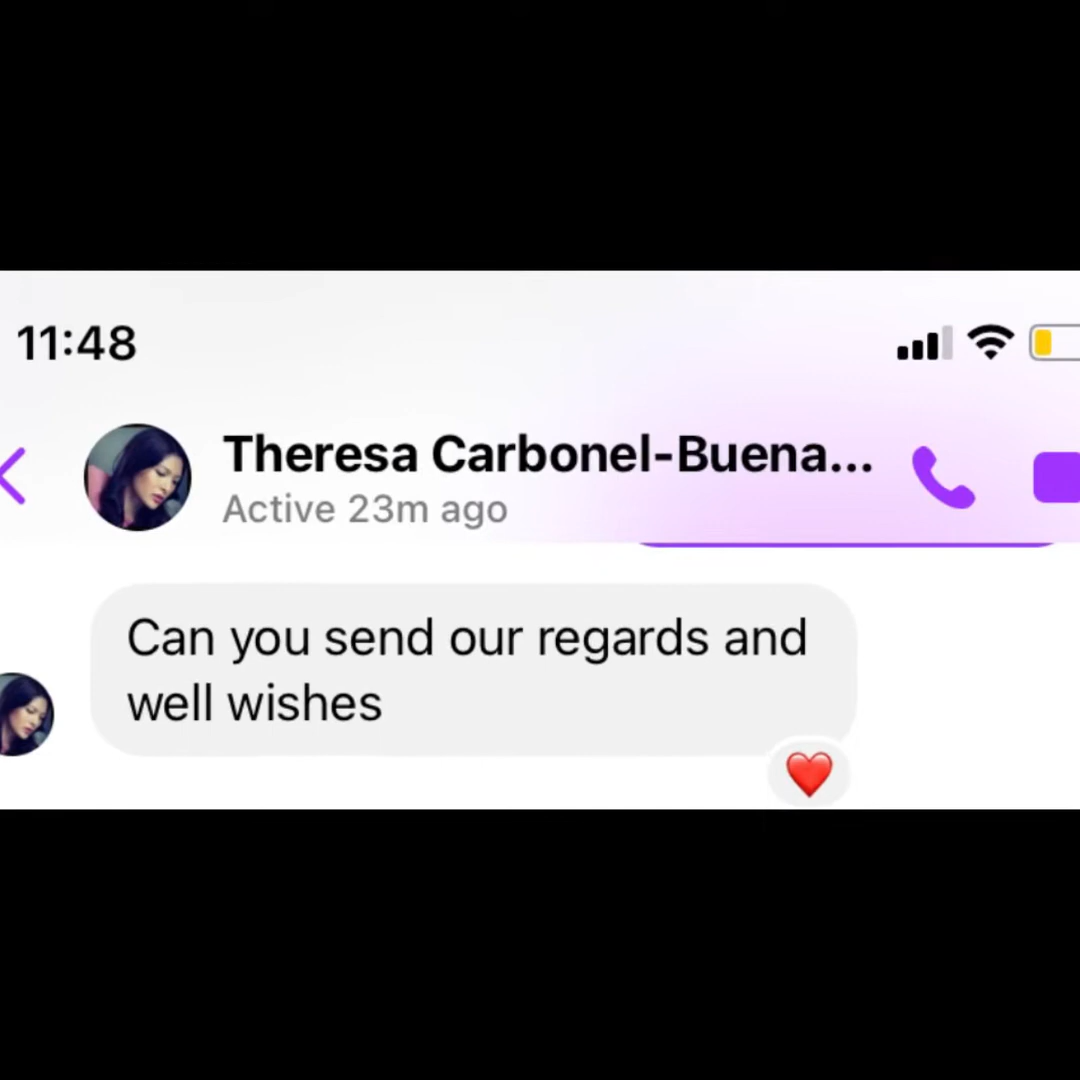 11:48
Theresa Carbonel-Buena...
Active 23m ago
Can you send our regards and
well wishes